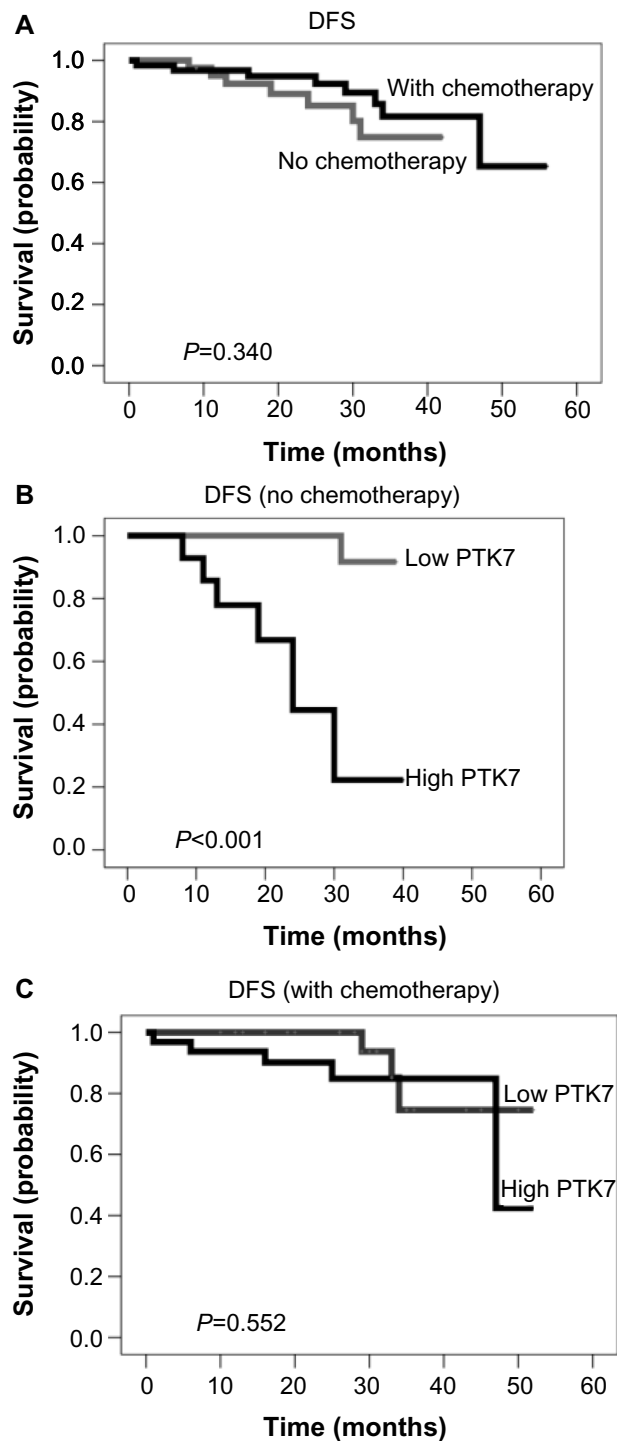 A
DFS
Survival (probability)
1.0
0.8
0.6
0.4
0.2
0.0
With chemotherapy
No chemotherapy
P=0.340
0 10 20 30 40 50 60
Time (months)
B
DFS (no chemotherapy)
Survival (probability)
1.0
0.8
0.6
0.4
0.2
0.0
Low PTK7
High PTK7
P<0.001
0 10 20 30 40 50 60
Time (months)
C
DFS (with chemotherapy)
Survival (probability)
1.0
0.8
0.6
0.4
0.2
0.0
Low PTK7
High PTK7
P=0.552
0 10 20 30 40 50 60
Time (months)